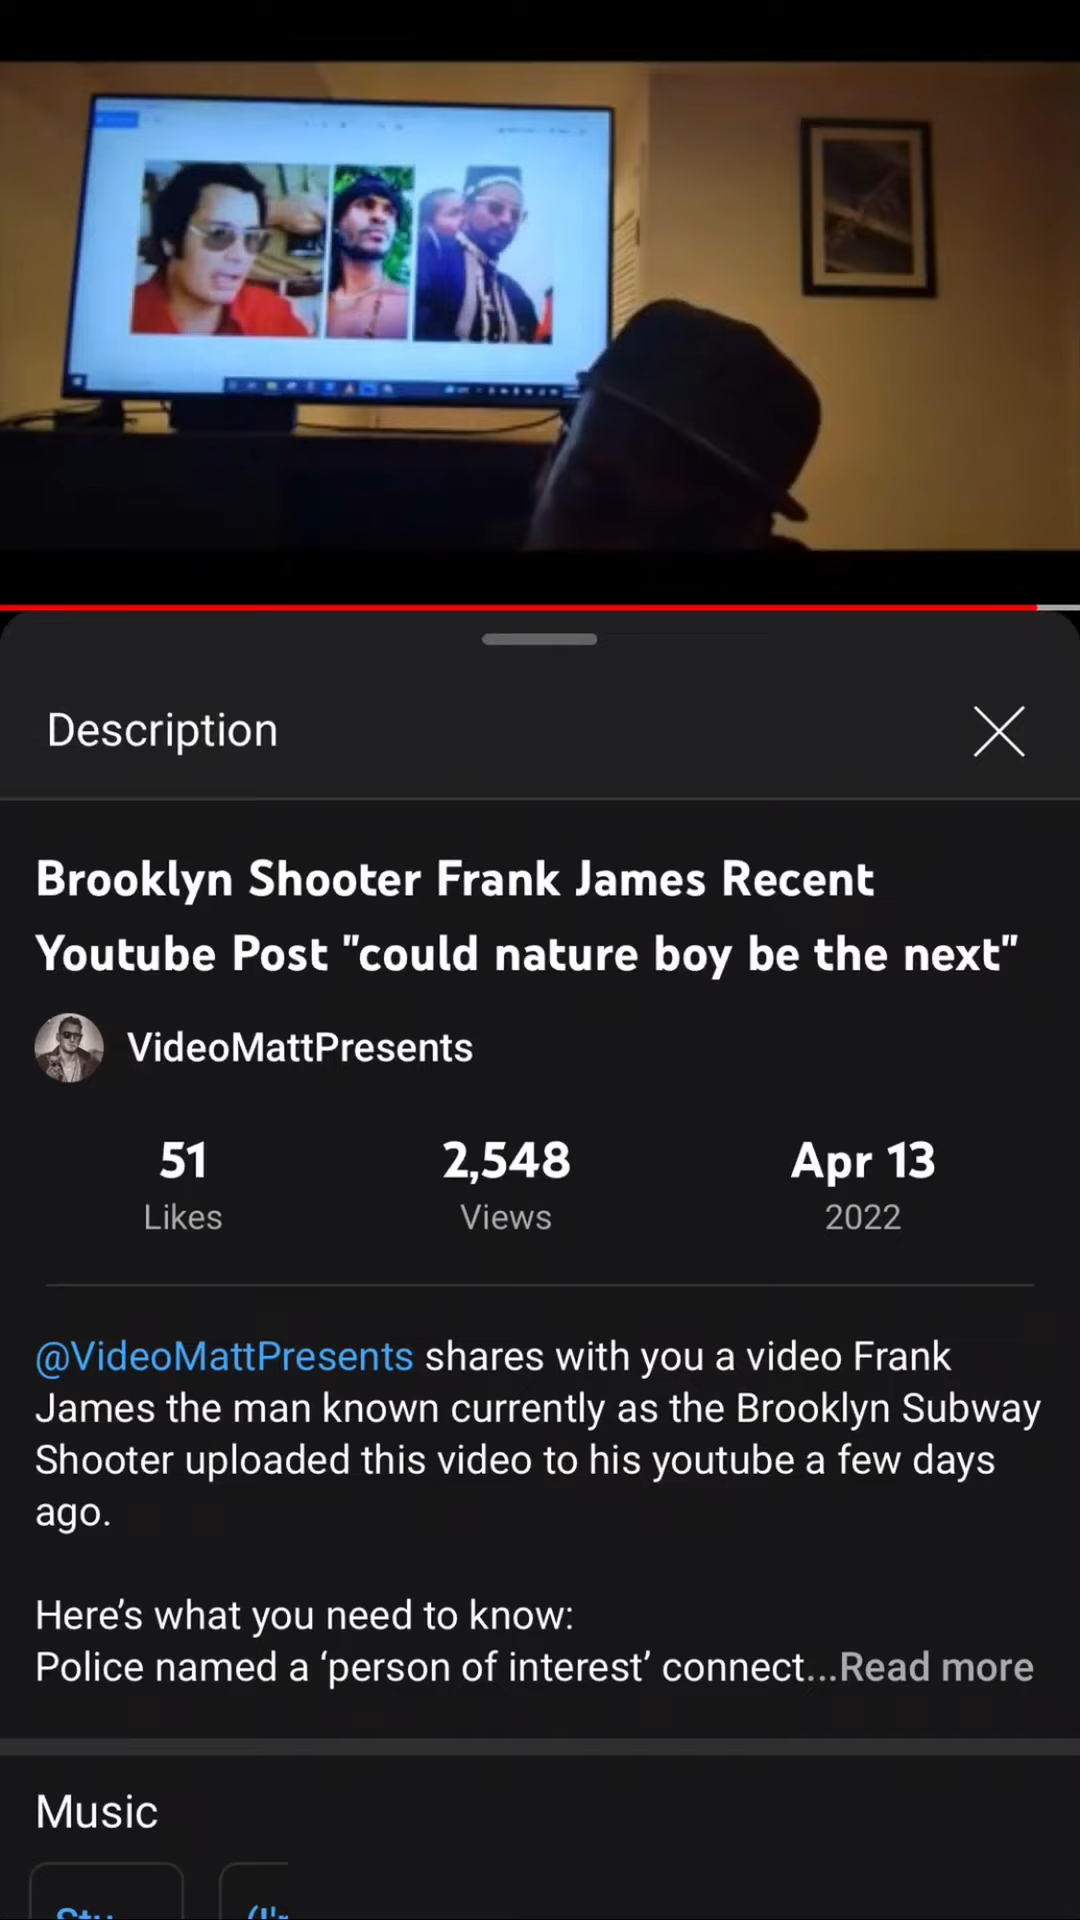 Description
Brooklyn Shooter Frank James Recent
Youtube Post "could nature boy be the next"
VideoMattPresents
51
Likes
2,548
Views
Apr 13
2022
@VideoMattPresents shares with you a video Frank
James the man known currently as the Brooklyn Subway
Shooter uploaded this video to his youtube a few days
ago.
Here’s what you need to know:
Police named a ‘person of interest’ connect...Read more
Music